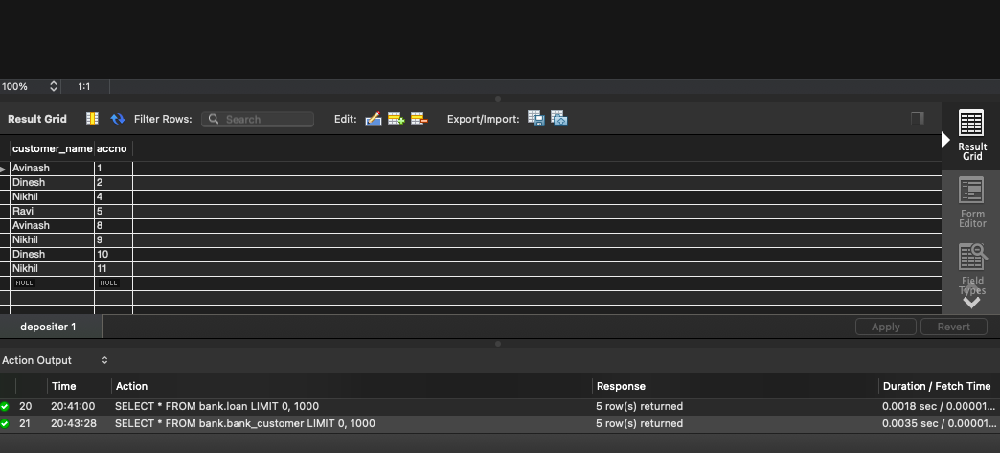 100% 1:1
Result Grid Filter Rows: Search Edit: Export/Import:
Result
Grid
customer_name accno
Avinash 1
Dinesh 2
Nikhil 4
Ravi 5
Avinash 8
Nikhil 9
Dinesh 10
Nikhil 11
NULL NULL
Form
Editor
Field
Types
depositer 1 Apply Revert
Action Output
Time Action Response Duration / Fetch Time
20 20:41:00 SELECT * FROM bank.loan LIMIT 0, 1000 5 row(s) returned 0.0018 sec / 0.00001...
21 20:43:28 SELECT * FROM bank.bank_customer LIMIT 0, 1000 5 row(s) returned 0.0035 sec / 0.00001...